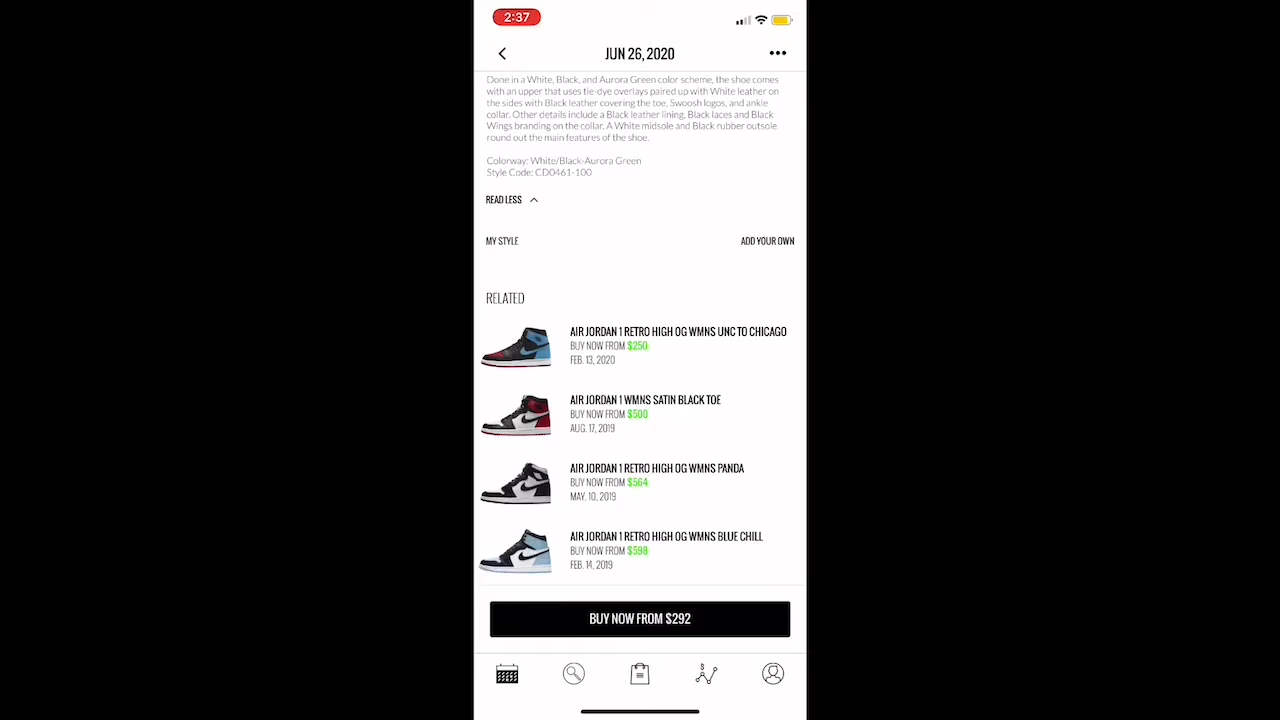 2:37
JUN 26, 2020
Done in a White, Black, and Aurora Green color scheme, the shoe comes
with an upper that uses tie-dye overlays paired up with White leather on
the sides with Black leather covering the toe, Swoosh logos, and ankle
collar. Other details include a Black leather lining, Black laces and Black
Wings branding on the collar. A White midsole and Black rubber outsole
round out the main features of the shoe.
Colorway: White/Black-Aurora Green
Style Code: CD0461-100
READ LESS
MY STYLE ADD YOUR OWN
RELATED
AIR JORDAN 1 RETRO HIGH OG WMNS UNC TO CHICAGO
BUY NOW FROM $250
FEB. 13, 2020
AIR JORDAN 1 WMNS SATIN BLACK TOE
BUY NOW FROM $500
AUG. 17, 2019
AIR JORDAN 1 RETRO HIGH OG WMNS PANDA
BUY NOW FROM $564
MAY. 10, 2019
AIR JORDAN 1 RETRO HIGH OG WMNS BLUE CHILL
BUY NOW FROM $598
FEB. 14, 2019
BUY NOW FROM $292